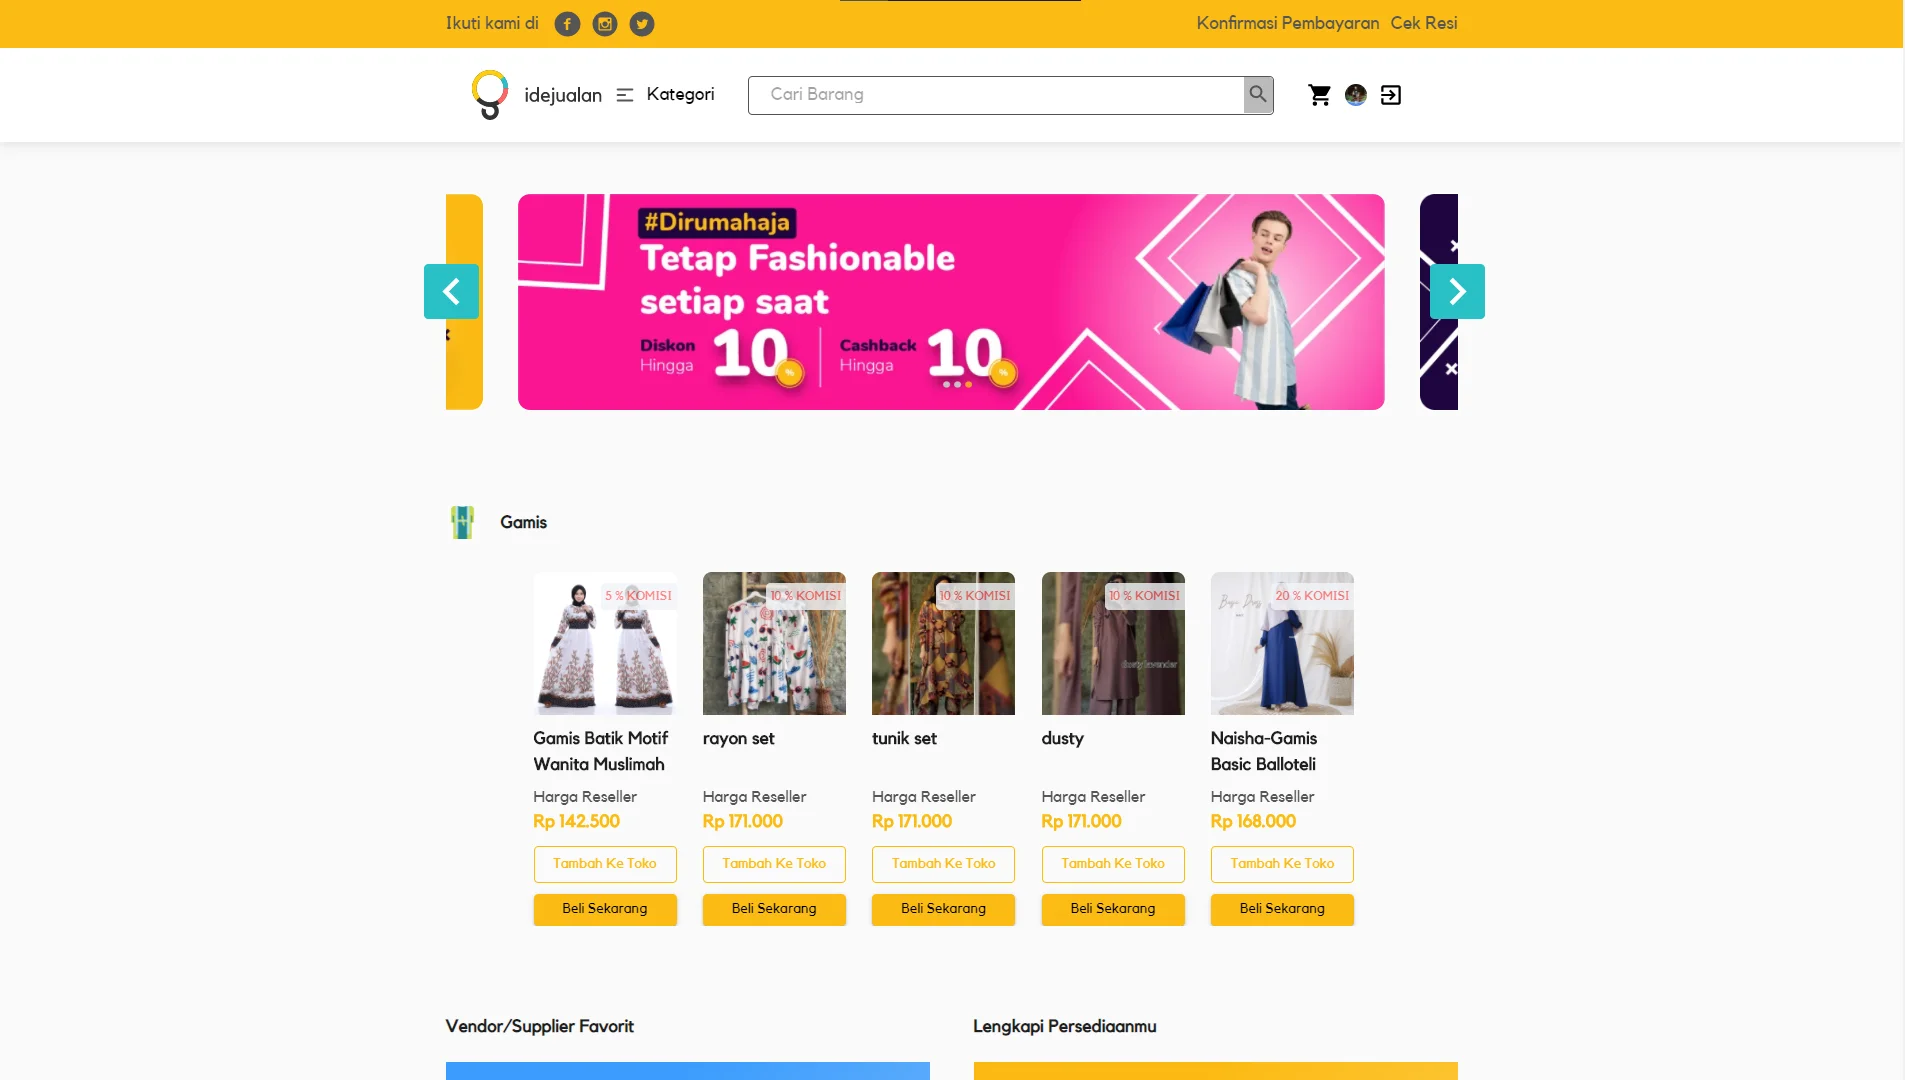 Ikuti kami di
Konfirmasi Pembayaran Cek Resi
idejualan
Kategori
Cari Barang
#Dirumahaja
Tetap Fashionable
setiap saat
Diskon
Hingga
10
%
Cashback
Hingga
10
%
Gamis
5 % KOMISI
10 % KOMISI
10 % KOMISI
10 % KOMISI
20 % KOMISI
dusty lavender
Gamis Batik Motif
Wanita Muslimah
rayon set
tunik set
dusty
Naisha-Gamis
Basic Balloteli
Harga Reseller
Harga Reseller
Harga Reseller
Harga Reseller
Harga Reseller
Rp 142.500
Rp 171.000
Rp 171.000
Rp 171.000
Rp 168.000
Tambah Ke Toko
Tambah Ke Toko
Tambah Ke Toko
Tambah Ke Toko
Tambah Ke Toko
Beli Sekarang
Beli Sekarang
Beli Sekarang
Beli Sekarang
Beli Sekarang
Vendor/Supplier Favorit
Lengkapi Persediaanmu